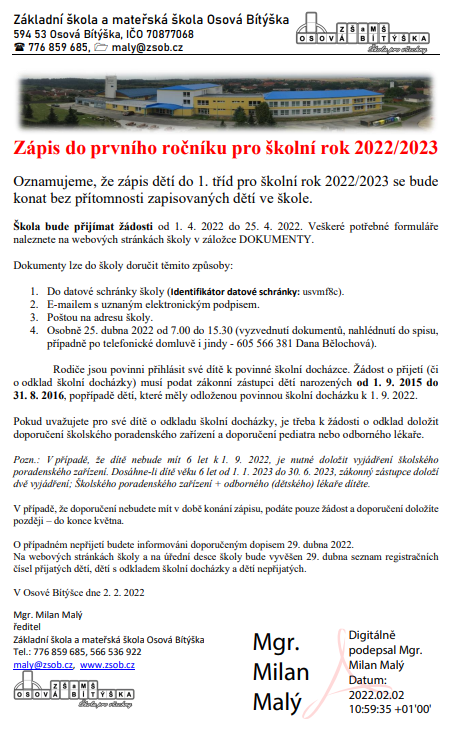 Základní škola a mateřská škola Osová Bítýška
594 53 Osová Bítýška, IČO 70877068
☎ 776 859 685, 🗁 maly@zsob.cz
ZŠaMŠ
OSOVÁ BÍTÝŠKA
Škola pro všechny
Zápis do prvního ročníku pro školní rok 2022/2023
Oznamujeme, že zápis dětí do 1. tříd pro školní rok 2022/2023 se bude
konat bez přítomnosti zapisovaných dětí ve škole.
Škola bude přijímat žádosti od 1. 4. 2022 do 25. 4. 2022. Veškeré potřebné formuláře
naleznete na webových stránkách školy v záložce DOKUMENTY.
Dokumenty lze do školy doručit těmito způsoby:
1. Do datové schránky školy (Identifikátor datové schránky: usvmf8c).
2. E-mailem s uznaným elektronickým podpisem.
3. Poštou na adresu školy.
4. Osobně 25. dubna 2022 od 7.00 do 15.30 (vyzvednutí dokumentů, nahlédnutí do spisu,
případně po telefonické domluvě i jindy - 605 566 381 Dana Bělochová).
Rodiče jsou povinni přihlásit své dítě k povinné školní docházce. Žádost o přijetí (či
o odklad školní docházky) musí podat zákonní zástupci dětí narozených od 1. 9. 2015 do
31. 8. 2016, popřípadě dětí, které měly odloženou povinnou školní docházku k 1. 9. 2022.
Pokud uvažujete pro své dítě o odkladu školní docházky, je třeba k žádosti o odklad doložit
doporučení školského poradenského zařízení a doporučení pediatra nebo odborného lékaře.
Pozn.: V případě, že dítě nebude mít 6 let k 1. 9. 2022, je nutné doložit vyjádření školského
poradenského zařízení. Dosáhne-li dítě věku 6 let od 1. 1. 2023 do 30. 6. 2023, zákonný zástupce doloží
dvě vyjádření; Školského poradenského zařízení + odborného (dětského) lékaře dítěte.
V případě, že doporučení nebudete mít v době konání zápisu, podáte pouze žádost a doporučení doložíte
později – do konce května.
O případném nepřijetí budete informováni doporučeným dopisem 29. dubna 2022.
Na webových stránkách školy a na úřední desce školy bude vyvěšen 29. dubna seznam registračních
čísel přijatých dětí, dětí s odkladem školní docházky a dětí nepřijatých.
V Osové Bítýšce dne 2. 2. 2022
Mgr. Milan Malý
ředitel
Základní škola a mateřská škola Osová Bítýška
Tel.: 776 859 685, 566 536 922
maly@zsob.cz, www.zsob.cz
ZŠaMŠ
OSOVÁ BÍTÝŠKA
Škola pro všechny
Mgr.
Milan
Malý
Digitálně
podepsal Mgr.
Milan Malý
Datum:
2022.02.02
10:59:35 +01'00'